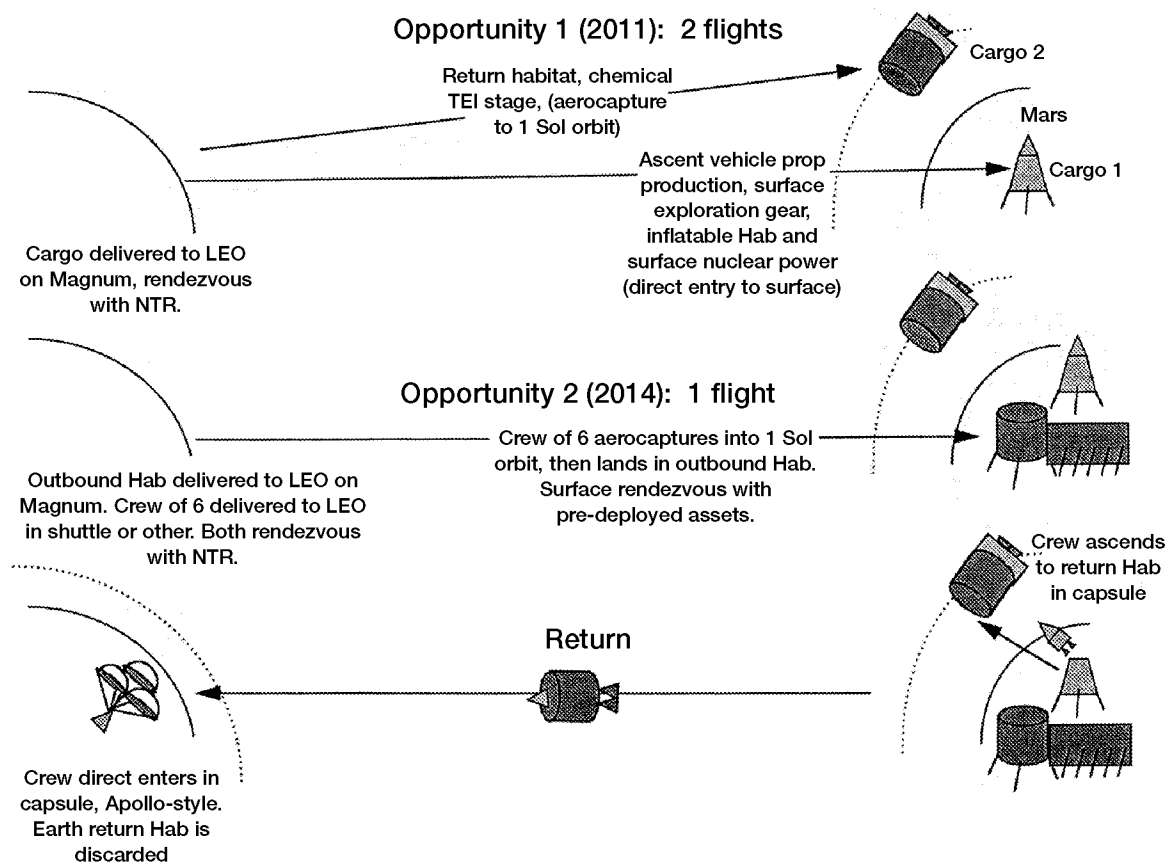 Opportunity 1 (2011): 2 flights
Cargo 2
Return habitat, chemical
TEI stage, (aerocapture
to 1 Sol orbit)
Mars
Cargo 1
Ascent vehicle prop
production, surface
exploration gear,
inflatable Hab and
surface nuclear power
(direct entry to surface)
Cargo delivered to LEO
on Magnum, rendezvous
with NTR.
Opportunity 2 (2014): 1 flight
Crew of 6 aerocaptures into 1 Sol
orbit, then lands in outbound Hab.
Surface rendezvous with
pre-deployed assets.
Outbound Hab delivered to LEO on
Magnum. Crew of 6 delivered to LEO
in shuttle or other. Both rendezvous
with NTR.
Crew ascends
to return Hab
in capsule
Return
Crew direct enters in
capsule, Apollo-style.
Earth return Hab is
discarded